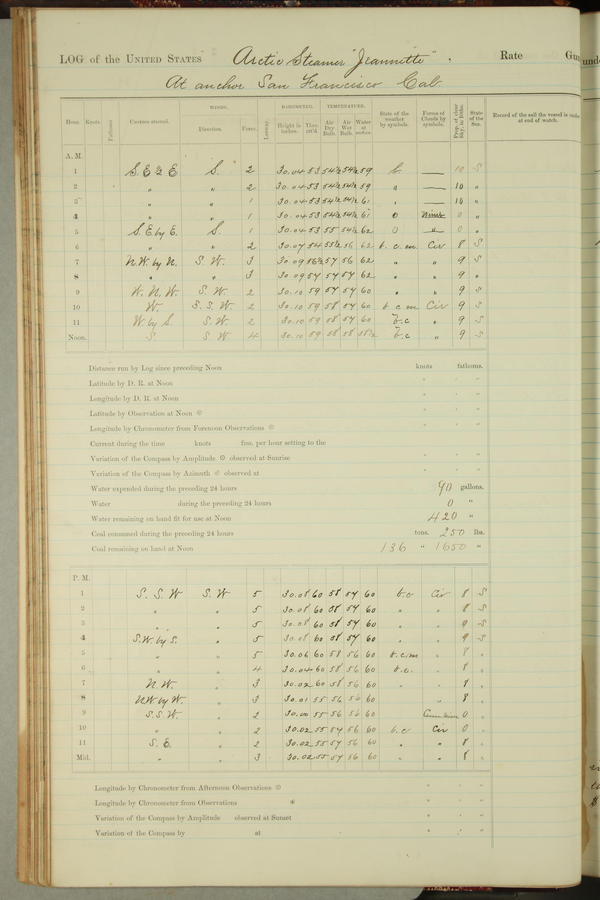 LOG of the UNITED STATES Arctic Steamer "Jeannette", Rate Gun
At anchor San Francisco Cal.
WINDS. BAROMETER. TEMPERATURE.
Hour. Knots. Fathoms. Courses steered. Direction. Force. Leeway. Height in inches. Ther. att'd. Air Dry Bulb. Air Wet Bulb. Water at surface. State of the weather by symbols. Forms of Clouds by symbols. Prop. of Clear Sky, in 10ths. State of the Sea. Record of the sail the vessel is under at end of watch.
A. M.
1 S. E & E S. 2 30.04 53 54½ 54½ 59 — 10 S
2 " " 2 30.04 53 54½ 54½ 59 " — 10 "
3 " " 1 30.04 53 54½ 54½ 61 — 10 "
4 " " 1 30.04 53 54½ 54½ 61 0 0 "
5 S. E by E. S. 1 30.04 53 55 54½ 62 0 0 "
6 " " 2 30.07 54 55½ 56 62 b. c. m. Cir 8 S
7 N. W. by N. S. W. 3 30.09 56½ 57 56 62 " " 9 S
8 " " 3 30.09 57 57 57 62 " " 9 "
9 W. N. W. S. W. 2 30.10 59 57 57 60 " " 9 S
10 W. S. S. W. 2 30.10 59 58 57 60 b c m Cir 9 S
11 W. by S. S. W. 2 30.10 59 58 57 60 b.c " 9 S
Noon. S S W 4 30.10 59 58 58 58½ b.c " 9 S
Distance run by Log since preceding Noon knots fathoms.
Latitude by D. R. at Noon
Longitude by D. R. at Noon
Latitude by Observation at Noon
Longitude by Chronometer from Forenoon Observations
Current during the time knots fms. per hour setting to the
Variation of the Compass by Amplitude observed at Sunrise
Variation of the Compass by Azimuth observed at
Water expended during the preceding 24 hours 90 gallons.
Water during the preceding 24 hours 0 "
Water remaining on hand fit for use at Noon 420 "
Coal consumed during the preceding 24 hours tons. 250 lbs.
Coal remaining on hand at Noon 136 " 1650 "
P. M.
1 S. S. W S. W 5 30.08 60 58 57 60 b.c Cir 8 S
2 " " 5 30.08 60 58 57 60 " " 8 S
3 " " 5 30.08 60 58 57 60 " " 9 S
4 S.W. by S. " 5 30.08 60 58 57 60 " " 9 S
5 " " 5 30.06 60 58 56 60 b.c.m " 8 "
6 " " 4 30.04 60 58 56 60 b.c. " 8 "
7 N. W. " 3 30.02 60 58 56 60 " " 8 "
8 NW by W. " 3 30.01 55 56 56 60 " 8 "
9 S. S. W. " 2 30.00 55 56 56 60 0 "
10 " " 2 30.02 55 57 56 60 b.c Cir 0 "
11 S. E. " 2 30.02 55 57 56 60 " " 8 "
Mid. " " 3 30.02 55 57 56 60 " " 8 "
Longitude by Chronometer from Afternoon Observations
Longitude by Chronometer from Observations *
Variation of the Compass by Amplitude observed at Sunset
Variation of the Compass by at